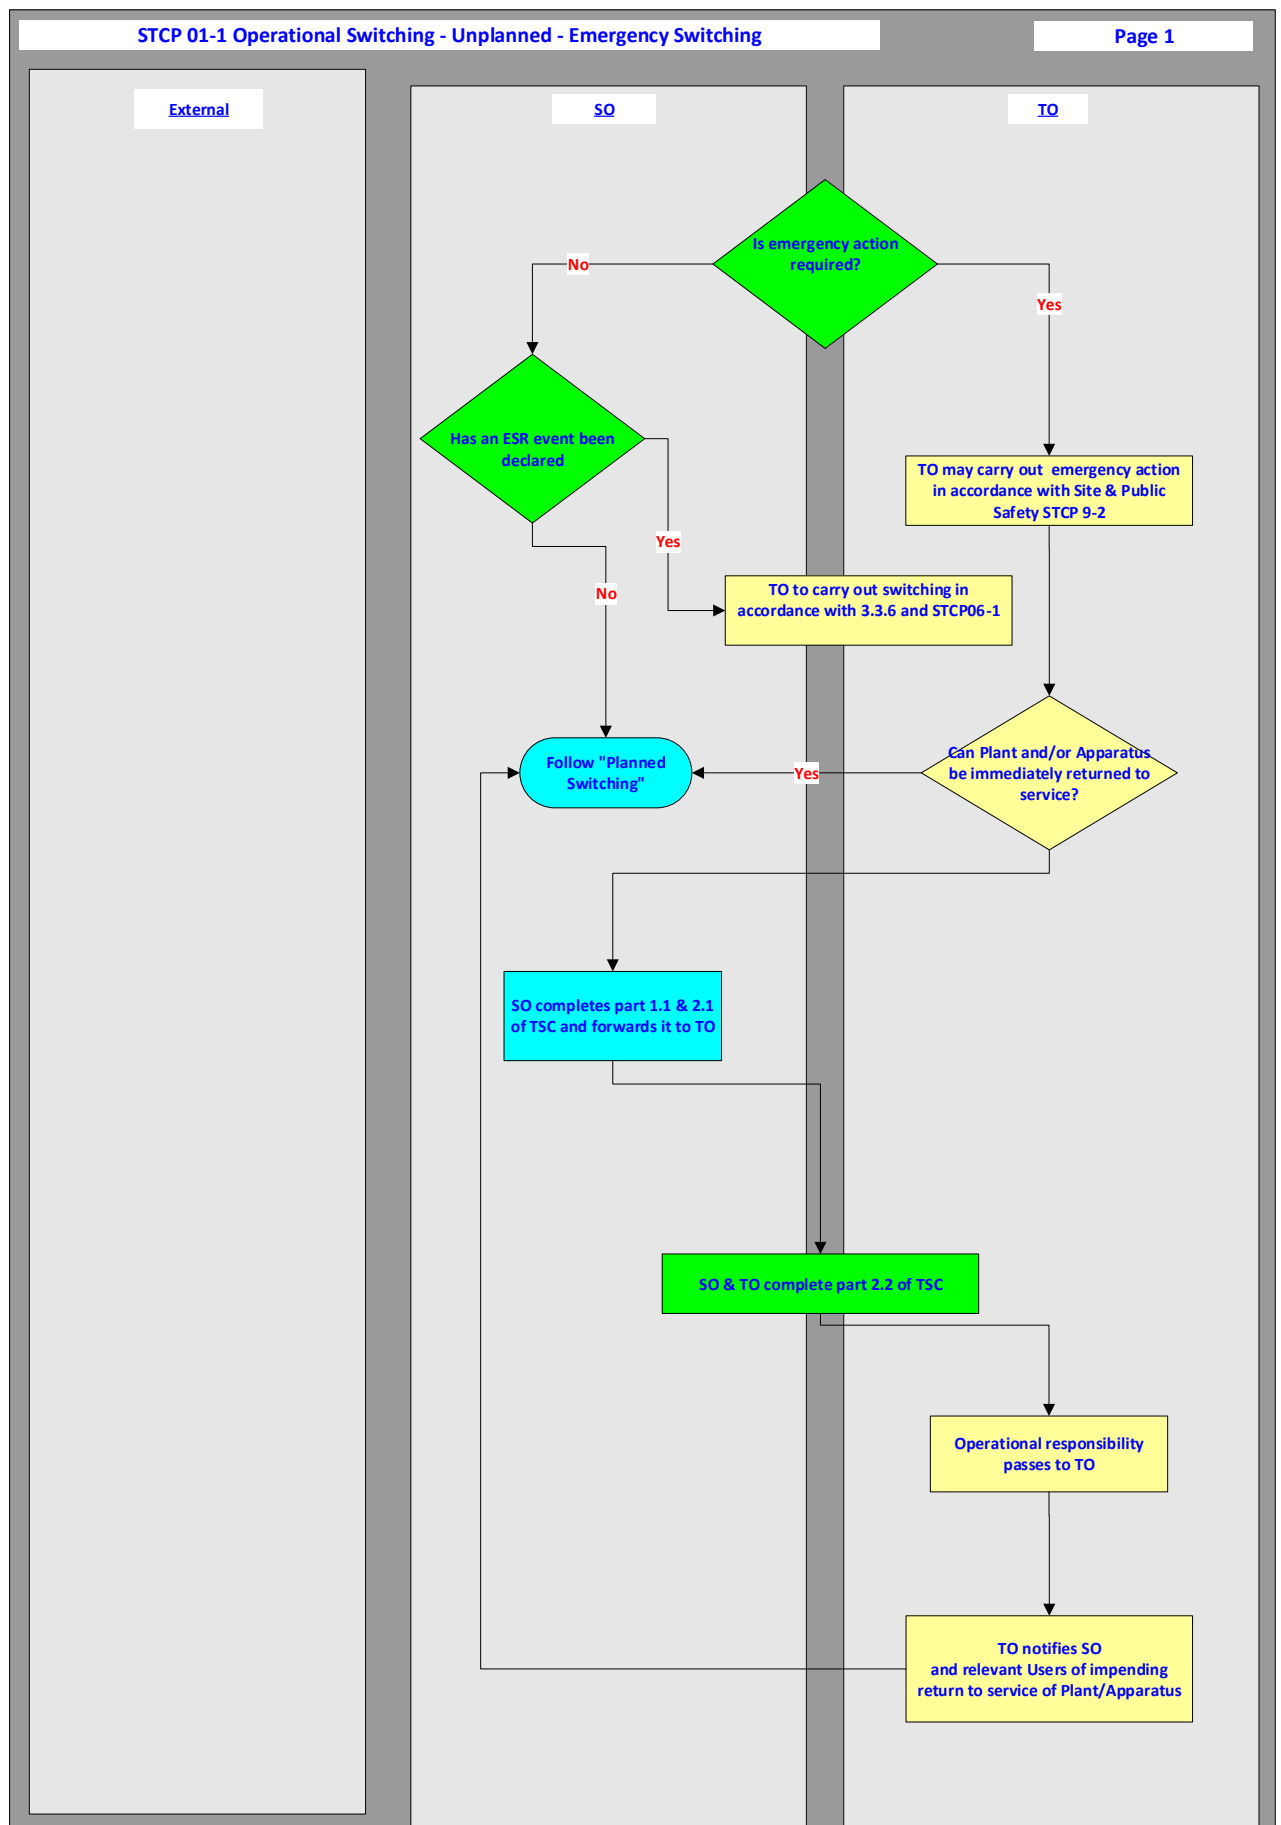 STCP 01-1 Operational Switching - Unplanned - Emergency Switching
Page 1
External
SO
TO
Is emergency action
required?
No
Yes
Has an ESR event been
declared
TO may carry out  emergency action
in accordance with Site & Public
Safety STCP 9-2
Yes
No
TO to carry out switching in
accordance with 3.3.6 and STCP06-1
Follow "Planned
Switching"
Yes
Can Plant and/or Apparatus
be immediately returned to
service?
SO completes part 1.1 & 2.1
of TSC and forwards it to TO
SO & TO complete part 2.2 of TSC
Operational responsibility
passes to TO
TO notifies SO
and relevant Users of impending
return to service of Plant/Apparatus